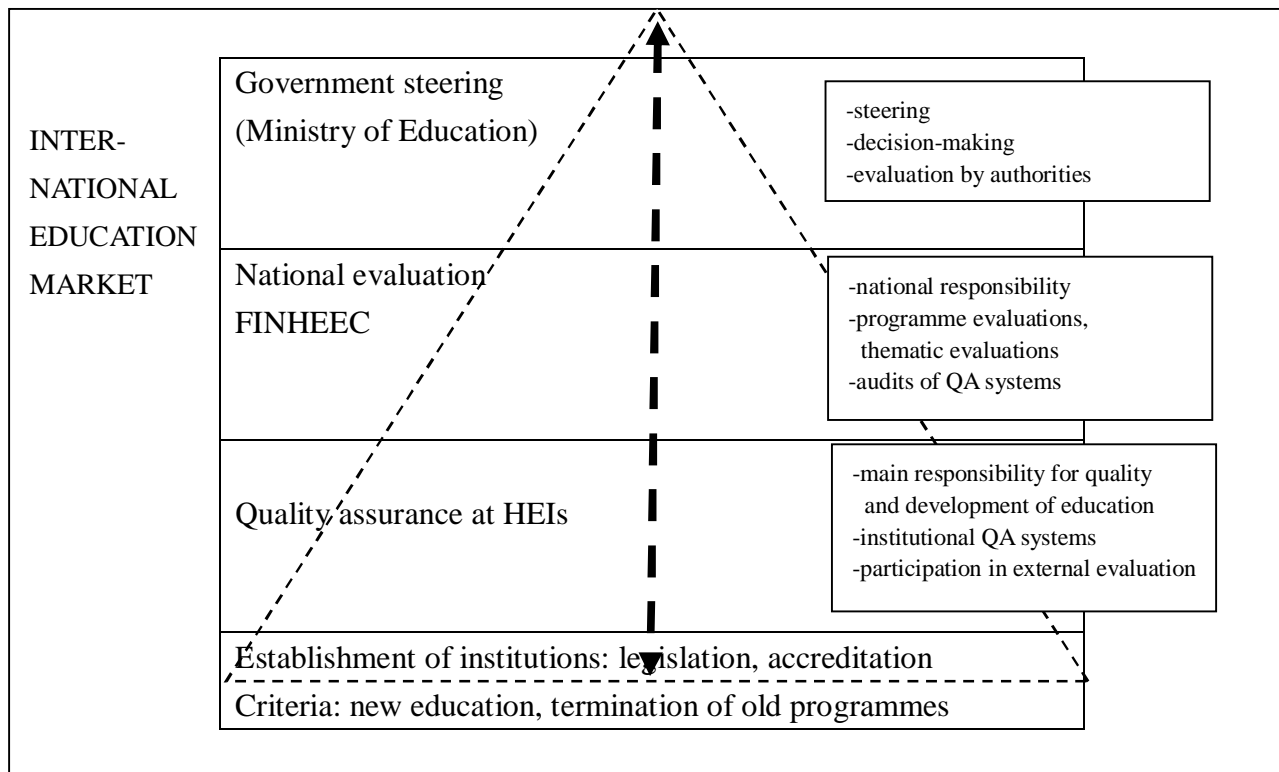 INTER-
NATIONAL
EDUCATION
MARKET
Government steering
(Ministry of Education)
-steering
-decision-making
-evaluation by authorities
National evaluation
FINHEEC
-national responsibility
-programme evaluations,
thematic evaluations
-audits of QA systems
Quality assurance at HEIs
-main responsibility for quality
and development of education
-institutional QA systems
-participation in external evaluation
Establishment of institutions: legislation, accreditation
Criteria: new education, termination of old programmes